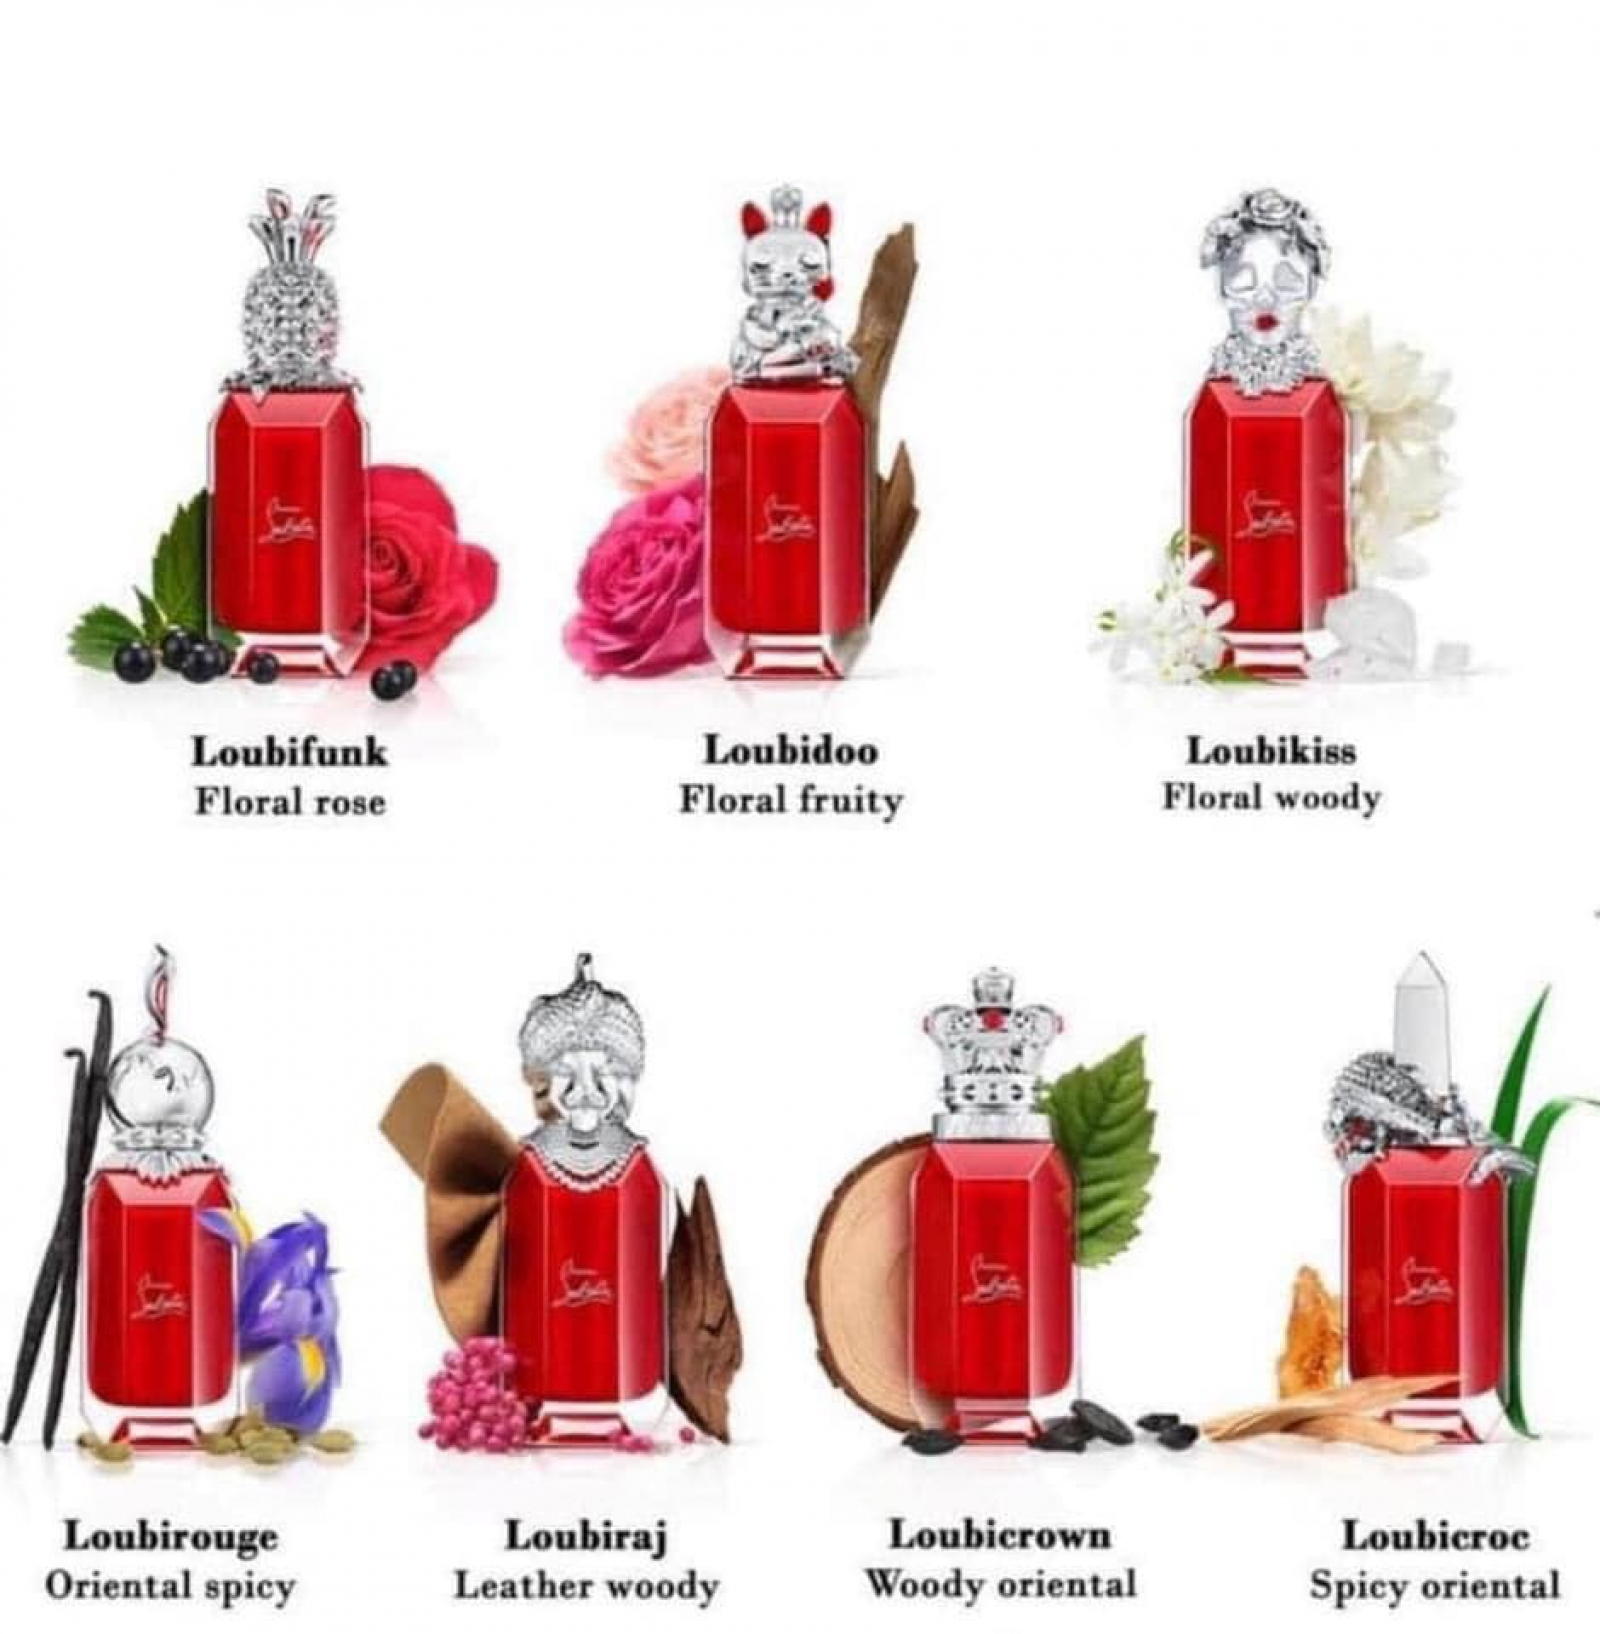 Loubifunk
Floral rose
Loubidoo
Floral fruity
Loubikiss
Floral woody
Loubirouge
Oriental spicy
Loubiraj
Leather woody
Loubicrown
Woody oriental
Loubicroc
Spicy oriental